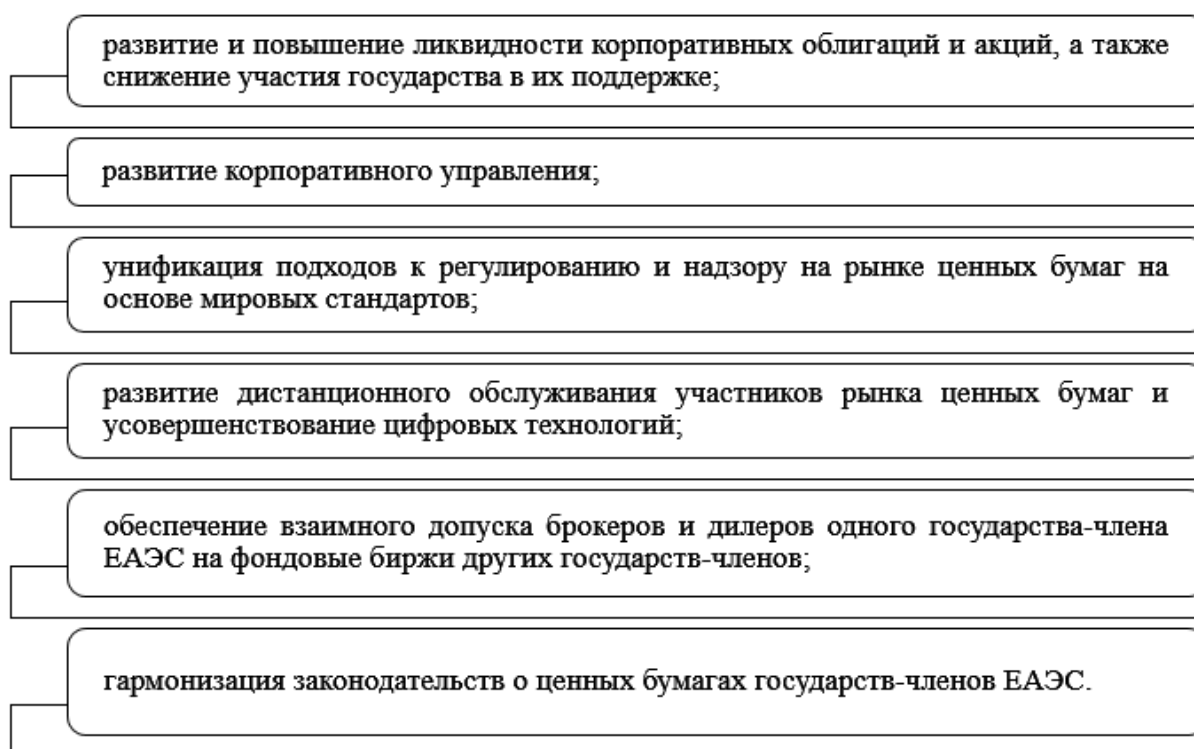 развитие и повышение ликвидности корпоративных облигаций и акций, а также
снижение участия государства в их поддержке;
развитие корпоративного управления;
унификация подходов к регулированию и надзору на рынке ценных бумаг на
основе мировых стандартов;
развитие дистанционного обслуживания участников рынка ценных бумаг и
усовершенствование цифровых технологий;
обеспечение взаимного допуска брокеров и дилеров одного государства-члена
ЕАЭС на фондовые биржи других государств-членов;
гармонизация законодательств о ценных бумагах государств-членов ЕАЭС.